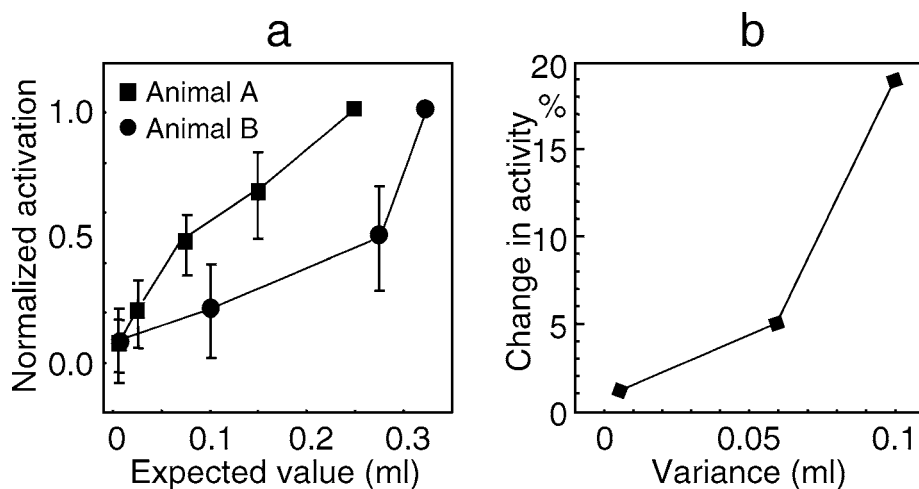 a
Animal A
Animal B
Normalized activation
1.0
0.5
0.0
0 0.1 0.2 0.3
Expected value (ml)
b
Change in activity %
20
15
10
5
0
0 0.05 0.1
Variance (ml)